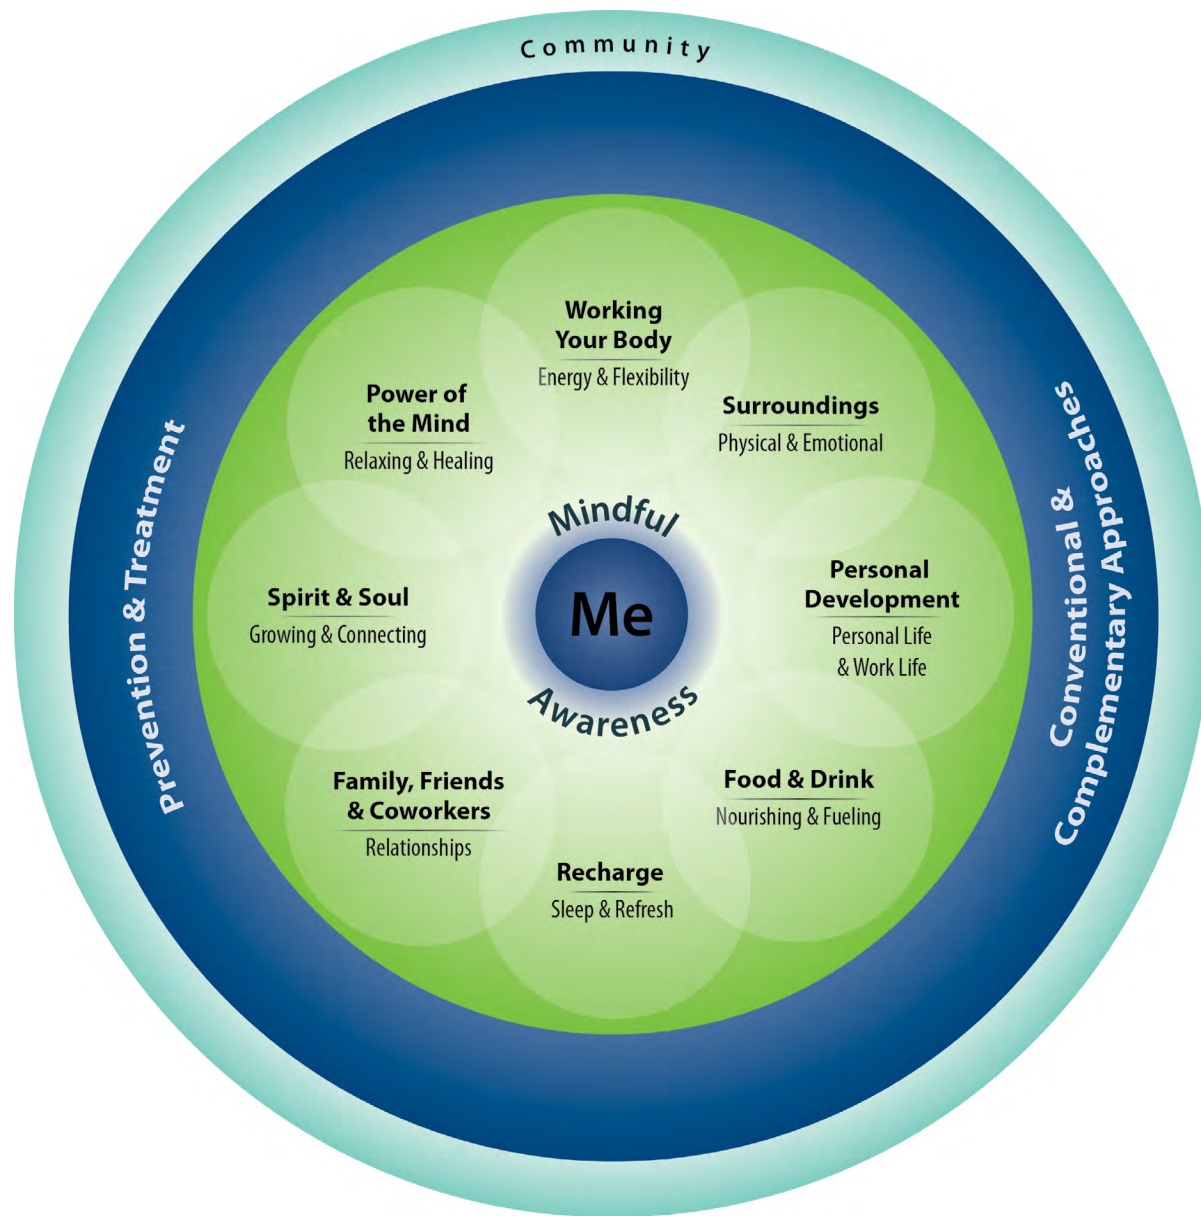 Community
Working
Your Body
Energy & Flexibility
Surroundings
Physical & Emotional
Personal
Development
Personal Life
& Work Life
Food & Drink
Nourishing & Fueling
Recharge
Sleep & Refresh
Family, Friends
& Coworkers
Relationships
Spirit & Soul
Growing & Connecting
Power of
the Mind
Relaxing & Healing
Mindful
Me
Awareness
Prevention & Treatment
Conventional &
Complementary Approaches